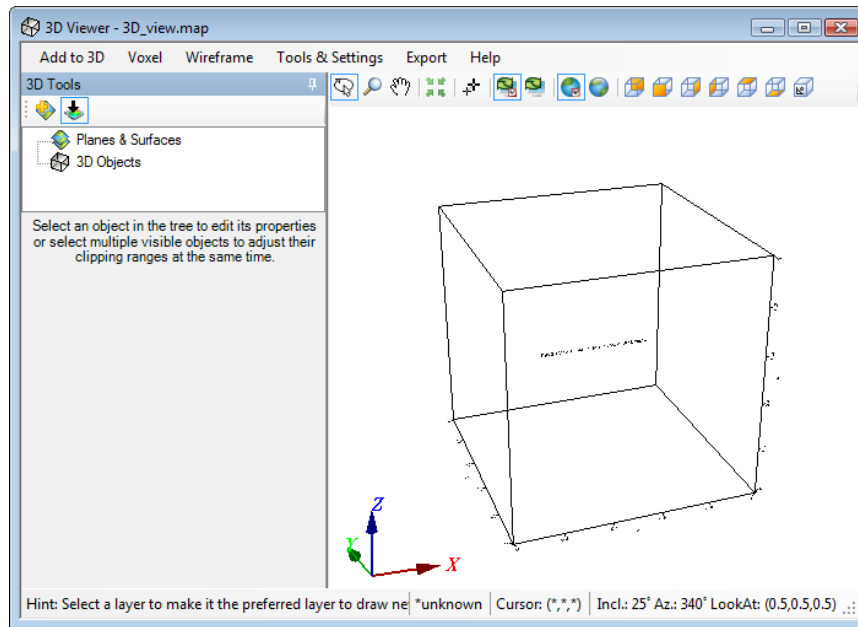 3D Viewer - 3D_view.map
Add to 3D Voxel Wireframe Tools & Settings Export Help
3D Tools
Planes & Surfaces
3D Objects
Select an object in the tree to edit its properties
or select multiple visible objects to adjust their
clipping ranges at the same time.
Z
Y
X
Hint: Select a layer to make it the preferred layer to draw ne *unknown Cursor: (*,*,*) Incl.: 25° Az.: 340° LookAt: (0.5,0.5,0.5)